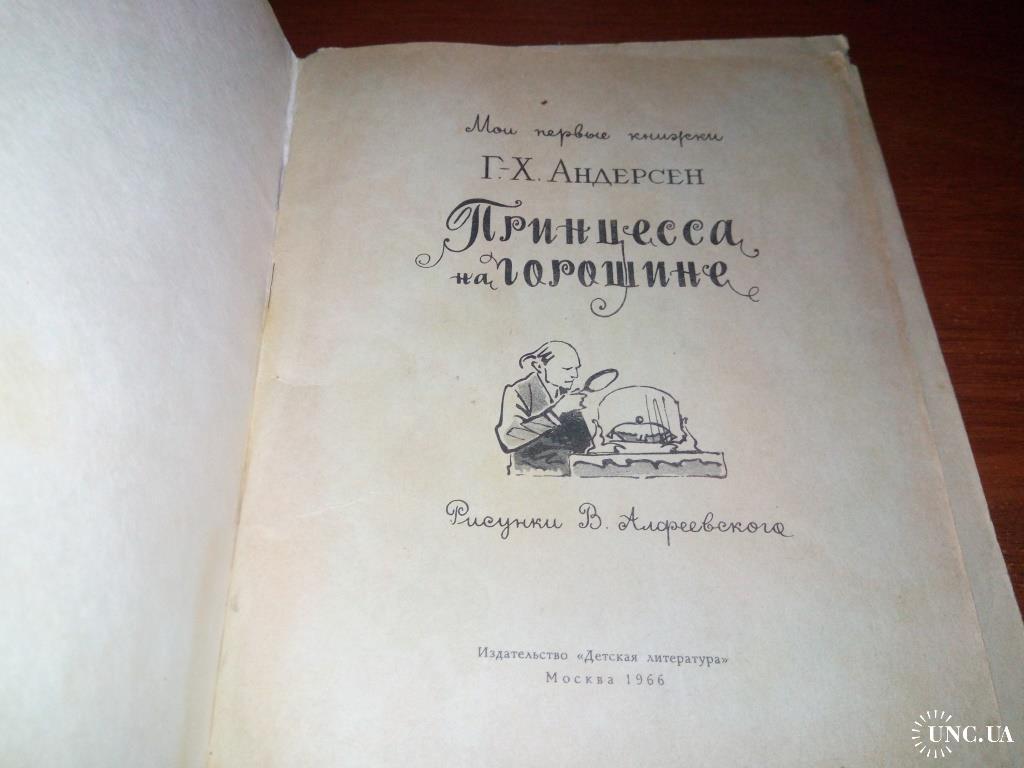 Мои первые книжки
Г.-Х. Андерсен
Принцесса
на горошине
Рисунки В. Алфеевского
Издательство «Детская литература»
Москва 1966
UNC.UA